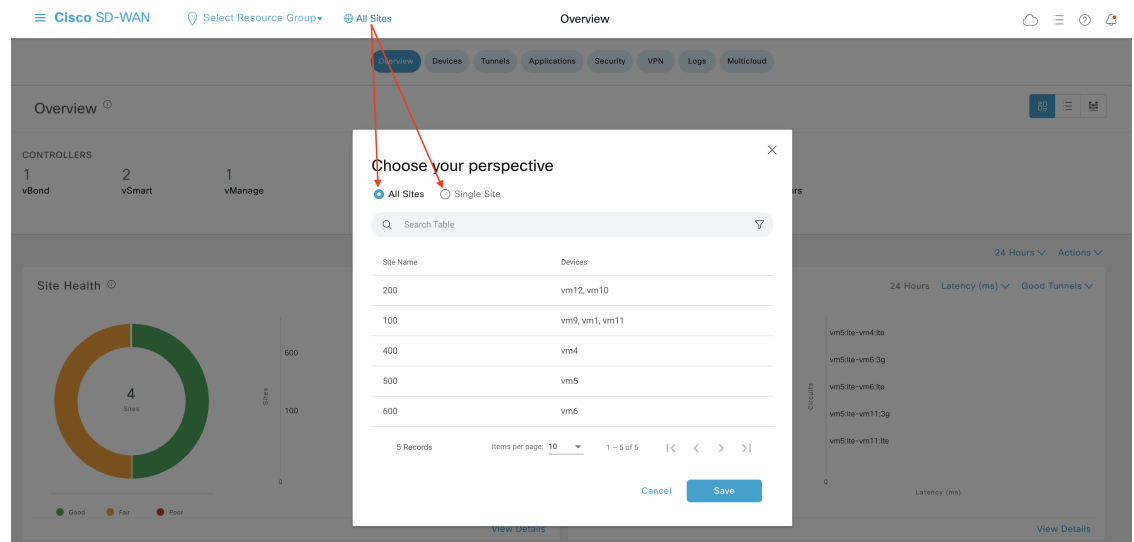 Cisco SD-WAN
Select Resource Group
All Sites
Overview
Overview
Devices
Tunnels
Applications
Security
VPN
Logs
Multicloud
Overview
CONTROLLERS
1
vBond
2
vSmart
1
vManage
Choose your perspective
All Sites
Single Site
Search Table
Site Name Devices
200 vm12, vm10
100 vm9, vm1, vm11
400 vm4
500 vm5
600 vm6
5 Records
Items per page: 10
1 – 5 of 5
Cancel
Save
24 Hours
Actions
Site Health
4
Sites
Good
Fair
Poor
Sites
600
100
0
View Details
24 Hours
Latency (ms)
Good Tunnels
Circuits
vm5:lte-vm4:lte
vm5:lte-vm6:3g
vm5:lte-vm6:lte
vm5:lte-vm11:3g
vm5:lte-vm11:lte
0
Latency (ms)
View Details